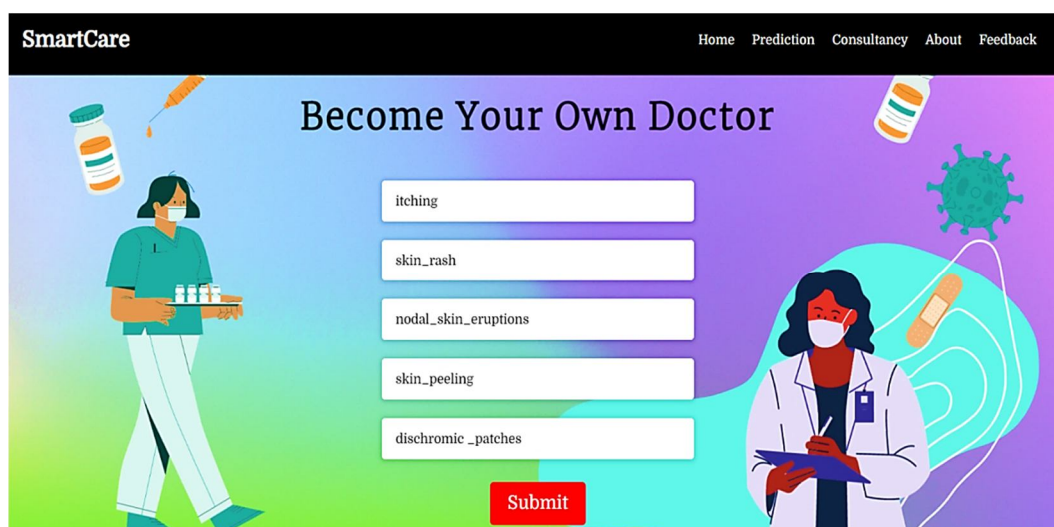 SmartCare
Home Prediction Consultancy About Feedback
Become Your Own Doctor
itching
skin_rash
nodal_skin_eruptions
skin_peeling
dischromic _patches
Submit